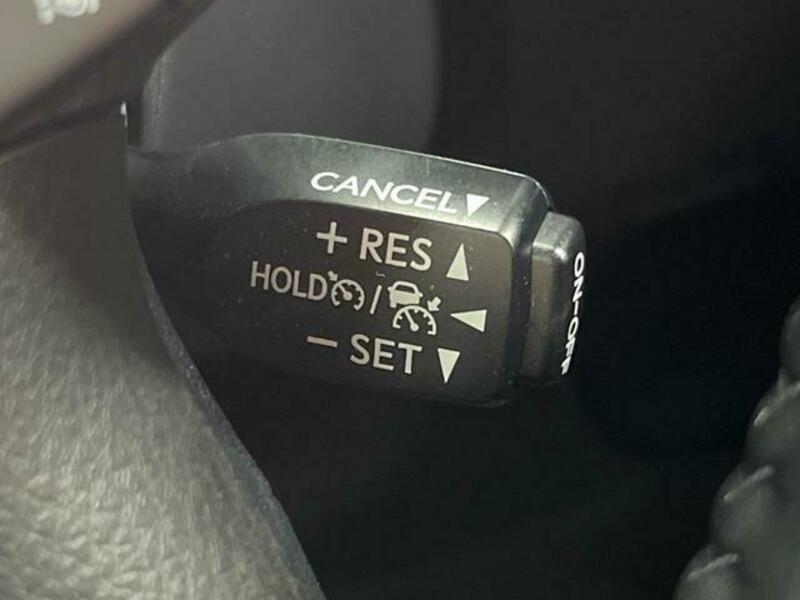 CANCEL▼
+ RES ▲
HOLD / ◀
− SET ▼
ON-OFF